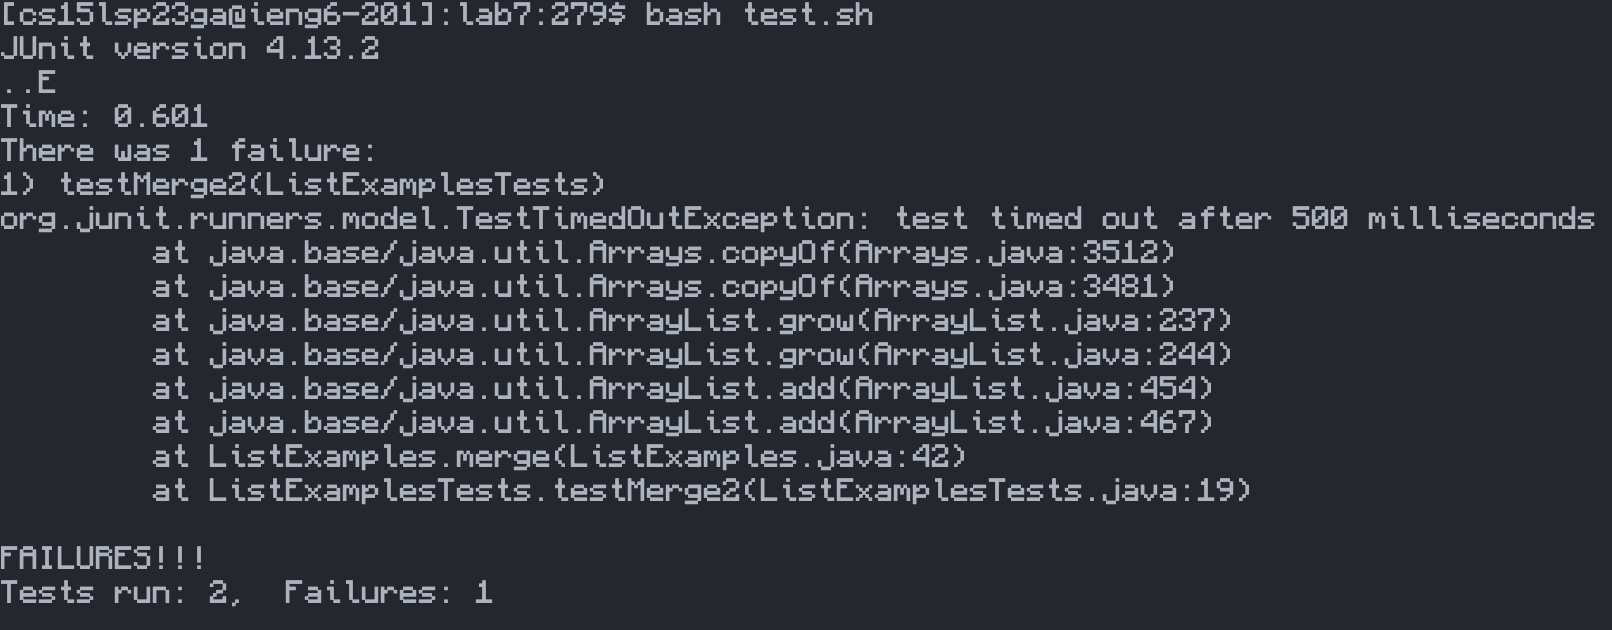 [cs15lsp23ga@ieng6-201]:lab7:279$ bash test.sh
JUnit version 4.13.2
..E
Time: 0.601
There was 1 failure:
1) testMerge2(ListExamplesTests)
org.junit.runners.model.TestTimedOutException: test timed out after 500 milliseconds
        at java.base/java.util.Arrays.copyOf(Arrays.java:3512)
        at java.base/java.util.Arrays.copyOf(Arrays.java:3481)
        at java.base/java.util.ArrayList.grow(ArrayList.java:237)
        at java.base/java.util.ArrayList.grow(ArrayList.java:244)
        at java.base/java.util.ArrayList.add(ArrayList.java:454)
        at java.base/java.util.ArrayList.add(ArrayList.java:467)
        at ListExamples.merge(ListExamples.java:42)
        at ListExamplesTests.testMerge2(ListExamplesTests.java:19)

FAILURES!!!
Tests run: 2,  Failures: 1